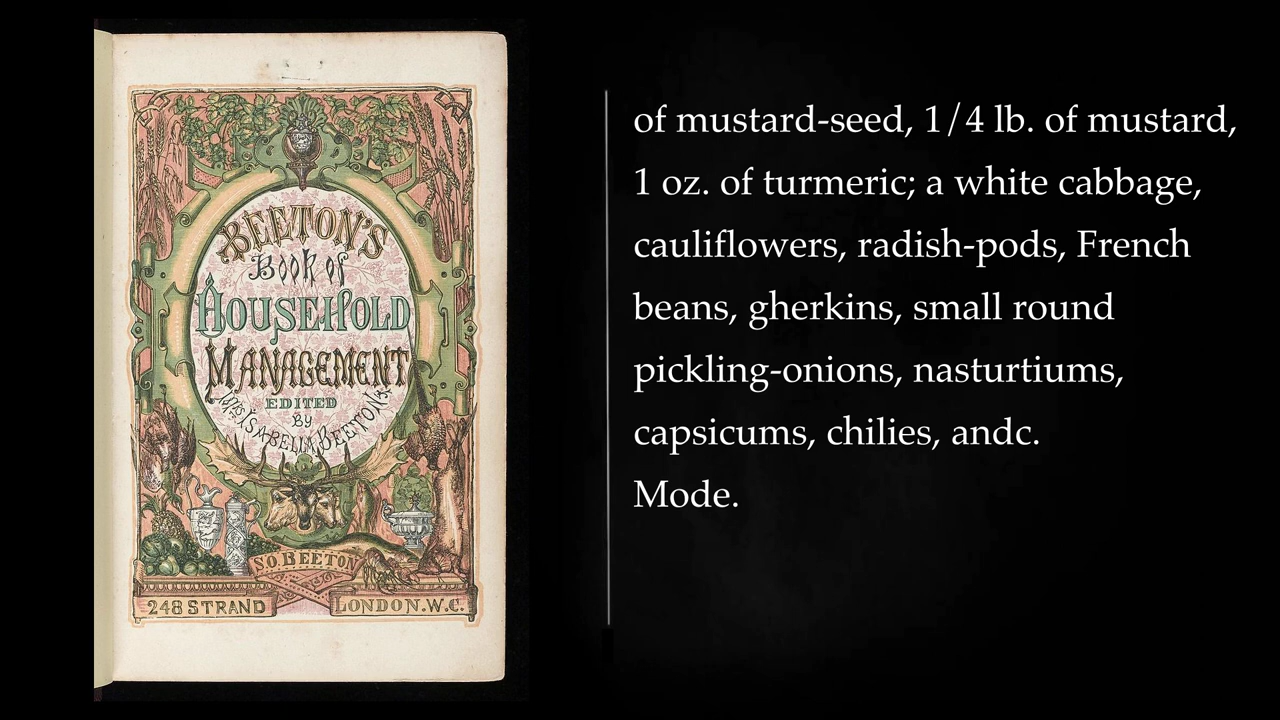 BEETON'S
Book of
HOUSEHOLD
MANAGEMENT
EDITED
By
MRS. ISABELLA BEETON
S.O. BEETON
248 STRAND
LONDON. W.C.
of mustard-seed, 1/4 lb. of mustard,
1 oz. of turmeric; a white cabbage,
cauliflowers, radish-pods, French
beans, gherkins, small round
pickling-onions, nasturtiums,
capsicums, chilies, andc.
Mode.